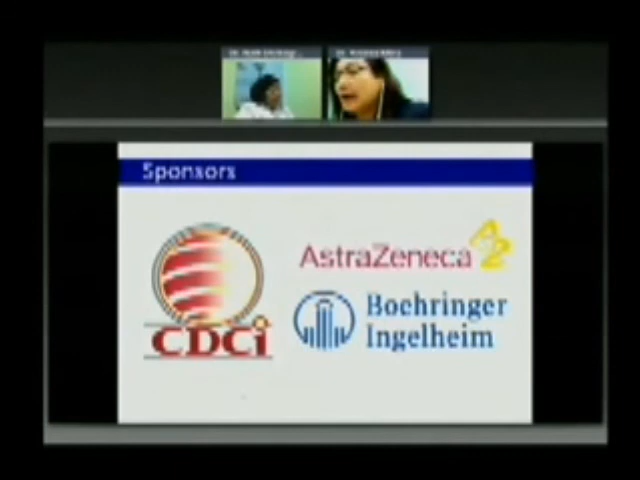 Sponsors
AstraZeneca
CDCi
Boehringer
Ingelheim